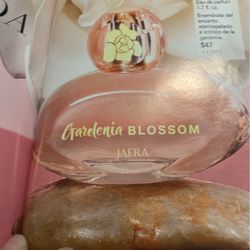 Eau de parfum
1.7 fl. oz.
Enamórate del
encanto
aterciopelado
e icónico de la
gardenia.
$47
Gardenia BLOSSOM
JAFRA